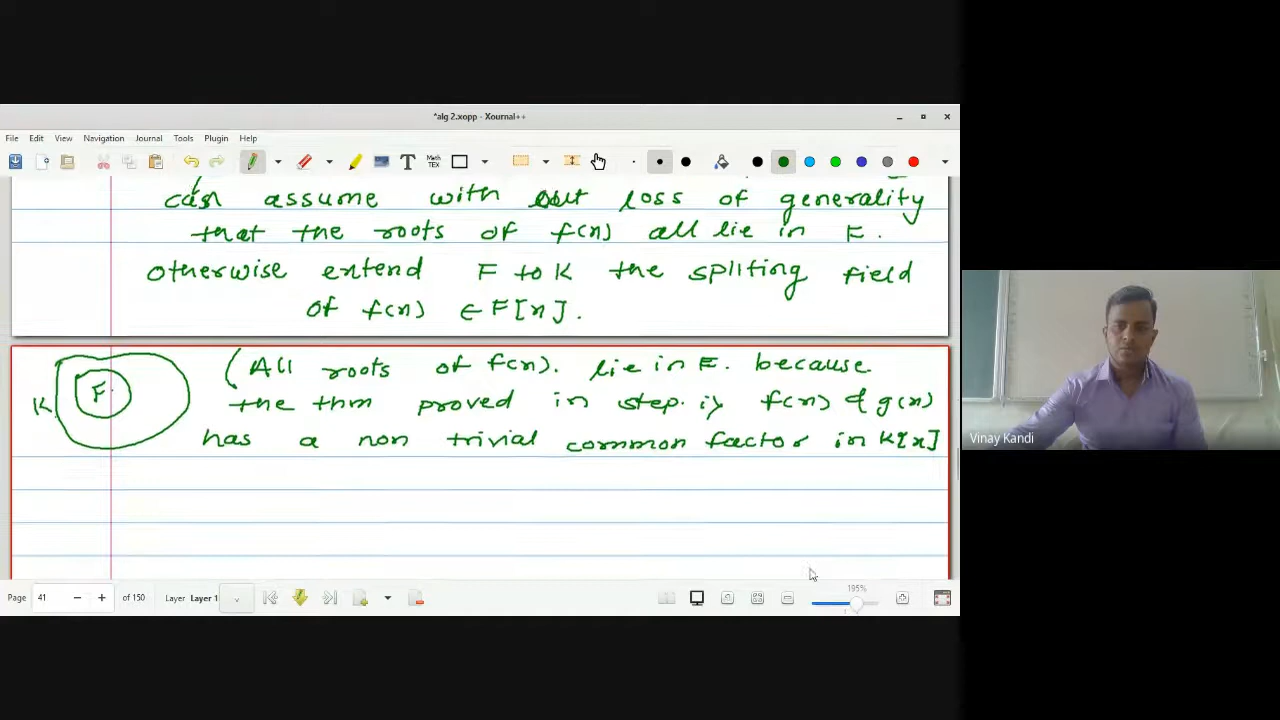 *alg 2.xopp - Xournal++
File Edit View Navigation Journal Tools Plugin Help
can assume with out loss of generality
that the roots of f(x) all lie in F.
otherwise extend F to K the spliting field
of f(x) ∈ F[x].
(All roots of f(x). lie in F. because
the thm proved in step. i) f(x) & g(x)
has a non trivial common factor in K[x]
K
F
Vinay Kandi
Page 41 of 150 Layer Layer 1 195%